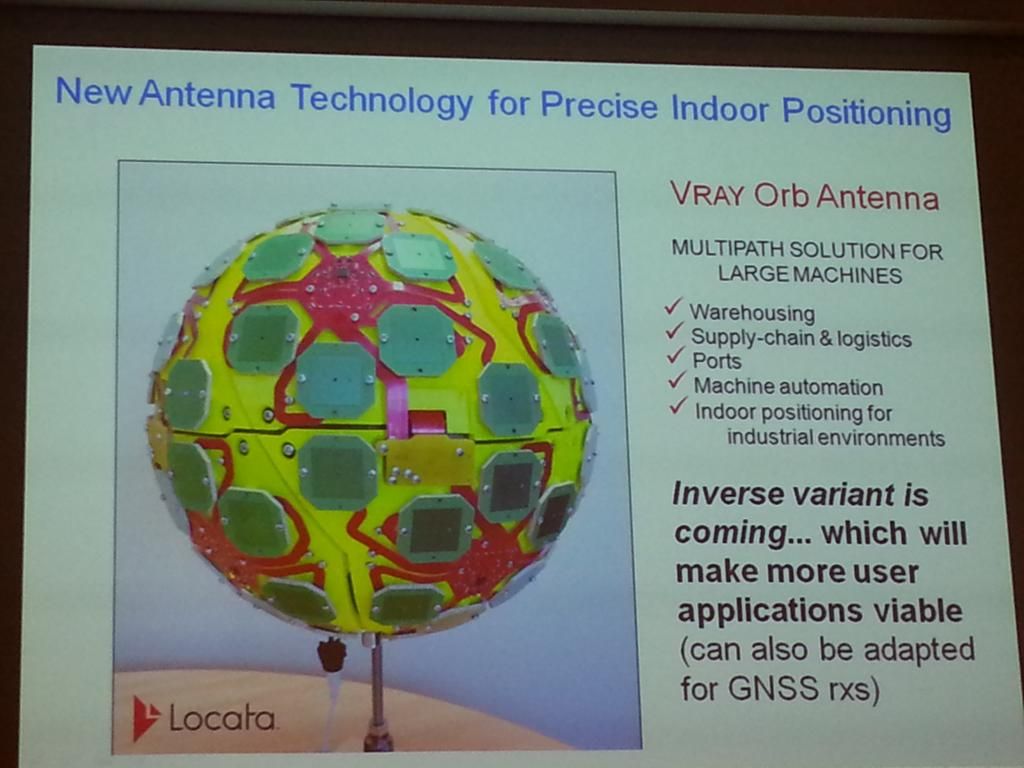 New Antenna Technology for Precise Indoor Positioning
VRAY Orb Antenna
MULTIPATH SOLUTION FOR
LARGE MACHINES
✓ Warehousing
✓ Supply-chain & logistics
✓ Ports
✓ Machine automation
✓ Indoor positioning for
industrial environments
Inverse variant is
coming... which will
make more user
applications viable
(can also be adapted
for GNSS rxs)
Locata